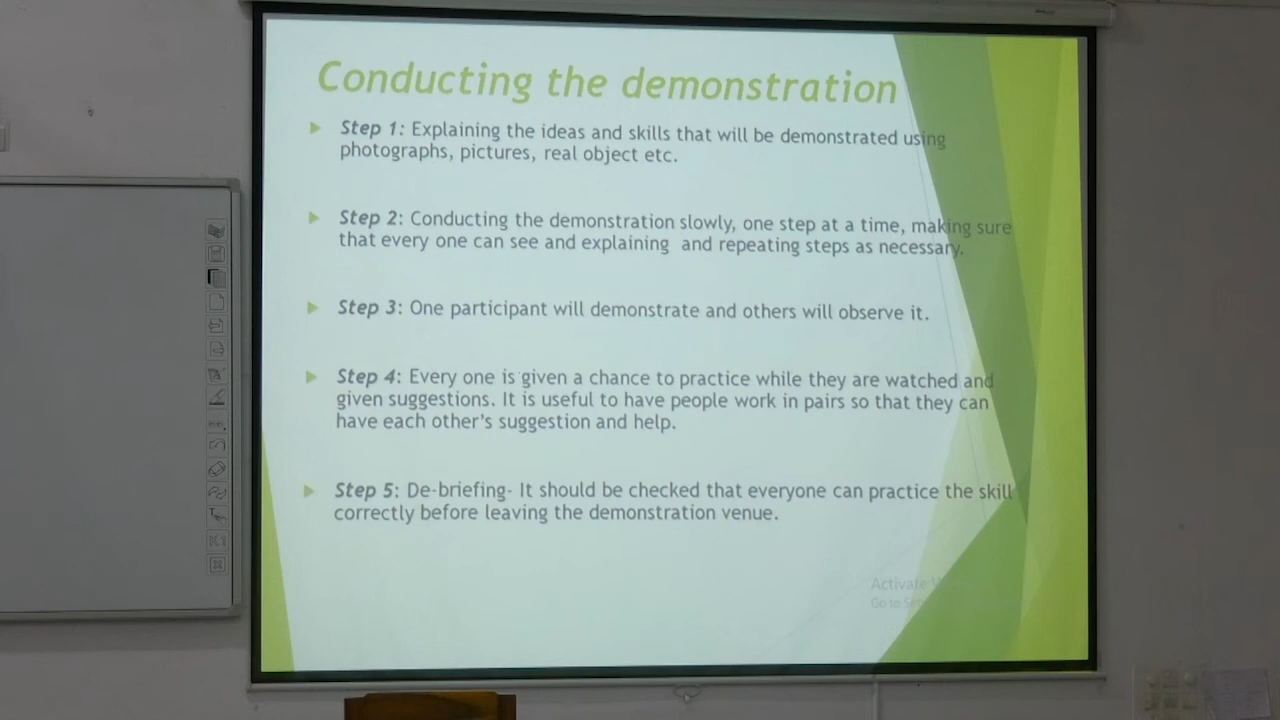 Conducting the demonstration
Step 1: Explaining the ideas and skills that will be demonstrated using
photographs, pictures, real object etc.
Step 2: Conducting the demonstration slowly, one step at a time, making sure
that every one can see and explaining and repeating steps as necessary.
Step 3: One participant will demonstrate and others will observe it.
Step 4: Every one is given a chance to practice while they are watched and
given suggestions. It is useful to have people work in pairs so that they can
have each other's suggestion and help.
Step 5: De-briefing- It should be checked that everyone can practice the skill
correctly before leaving the demonstration venue.
Activate
Go to